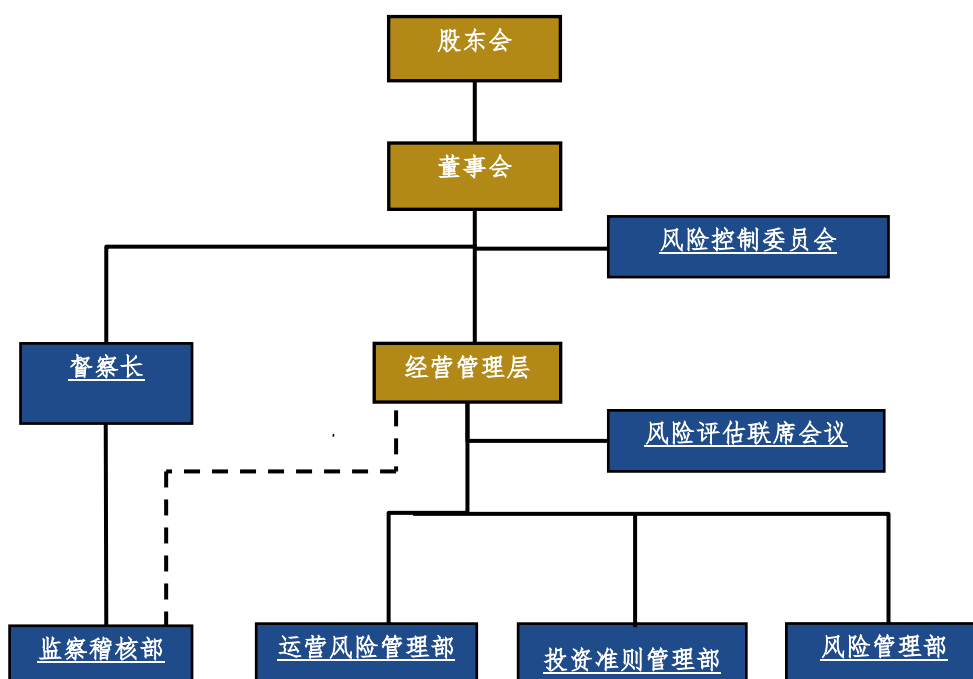 股东会
董事会
风险控制委员会
督察长
经营管理层
风险评估联席会议
监察稽核部
运营风险管理部
投资准则管理部
风险管理部